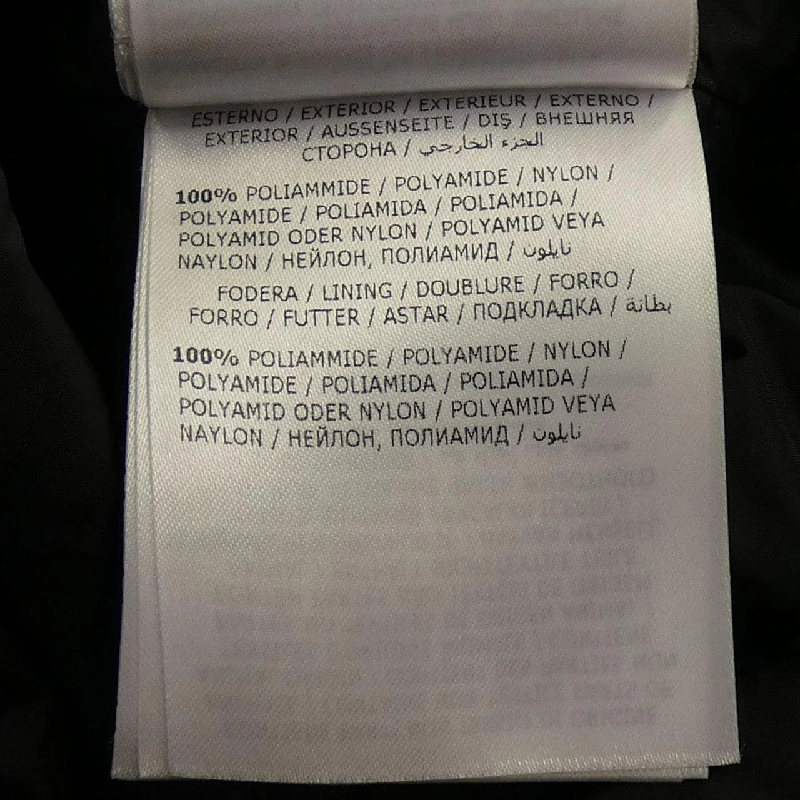 ESTERNO / EXTERIOR / EXTERIEUR / EXTERNO /
EXTERIOR / AUSSENSEITE / DIŞ / ВНЕШНЯЯ
СТОРОНА / الجزء الخارجي
100% POLIAMMIDE / POLYAMIDE / NYLON /
POLYAMIDE / POLIAMIDA / POLIAMIDA /
POLYAMID ODER NYLON / POLYAMID VEYA
NAYLON / НЕЙЛОН, ПОЛИАМИД / نايلون
FODERA / LINING / DOUBLURE / FORRO /
FORRO / FUTTER / ASTAR / ПОДКЛАДКА / بطانة
100% POLIAMMIDE / POLYAMIDE / NYLON /
POLYAMIDE / POLIAMIDA / POLIAMIDA /
POLYAMID ODER NYLON / POLYAMID VEYA
NAYLON / НЕЙЛОН, ПОЛИАМИД / نايلون